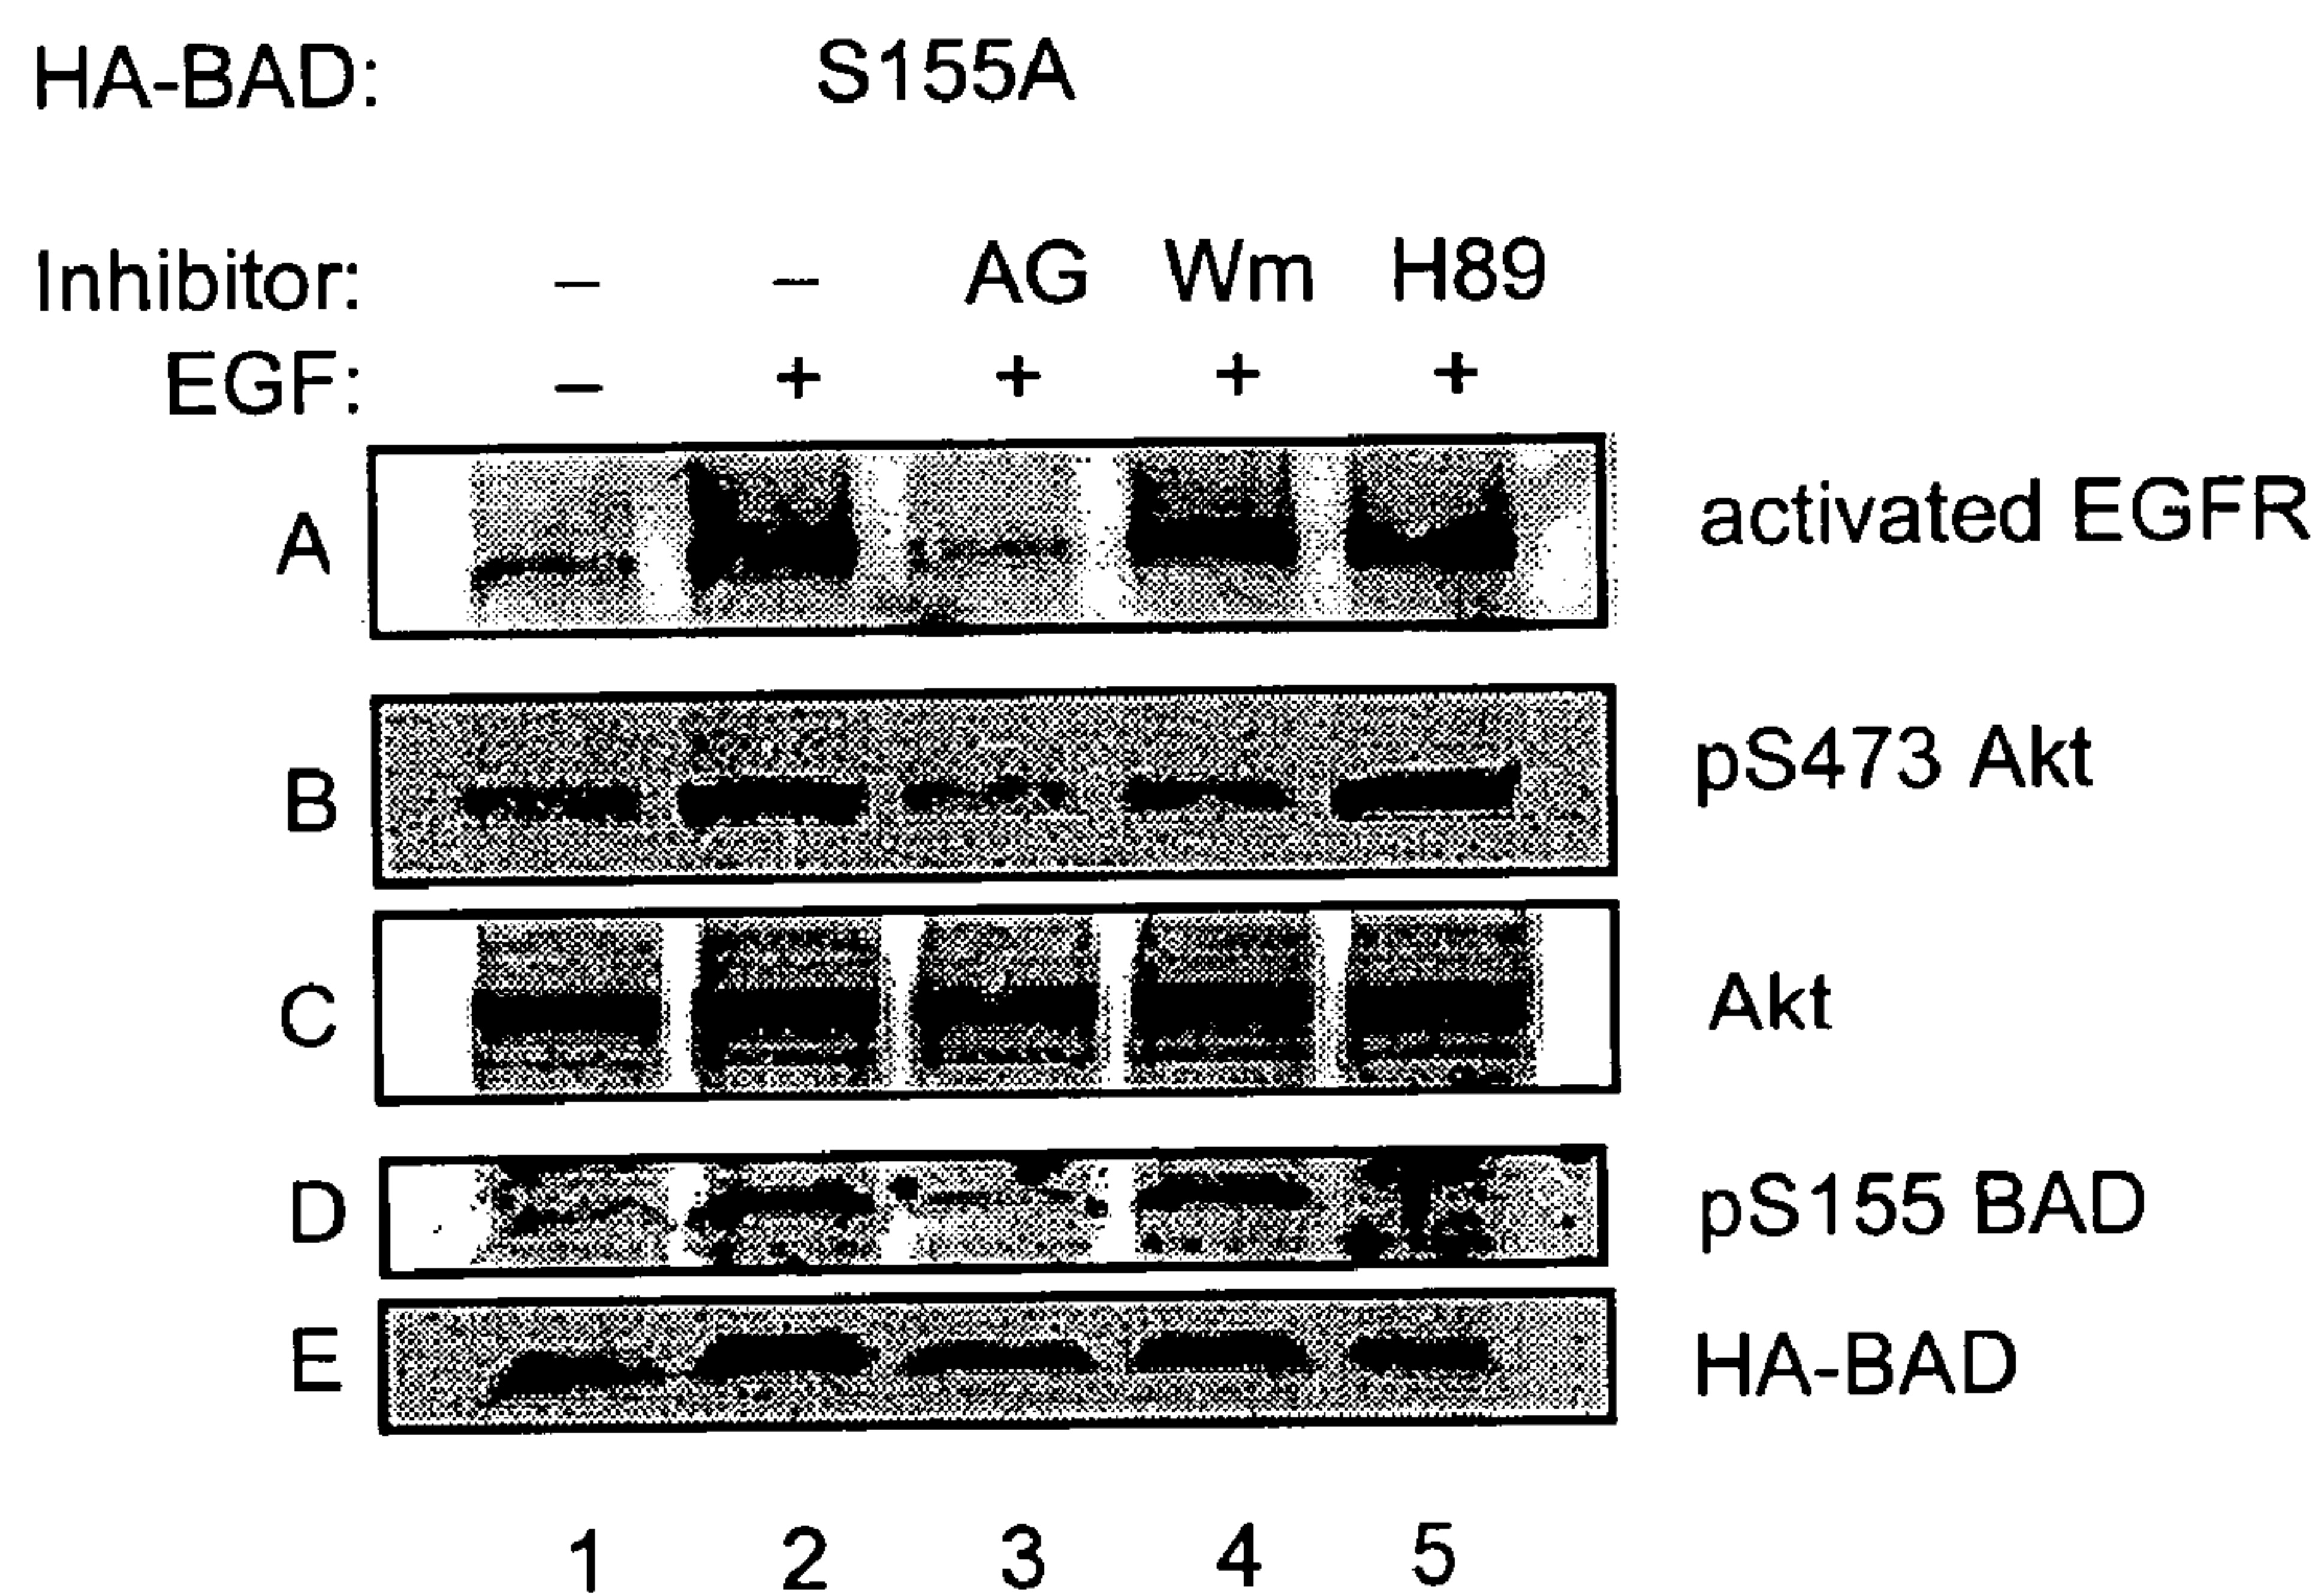 HA-BAD: S155A
Inhibitor: – – AG Wm H89
EGF: – + + + +
A activated EGFR
B pS473 Akt
C Akt
D pS155 BAD
E HA-BAD
1 2 3 4 5